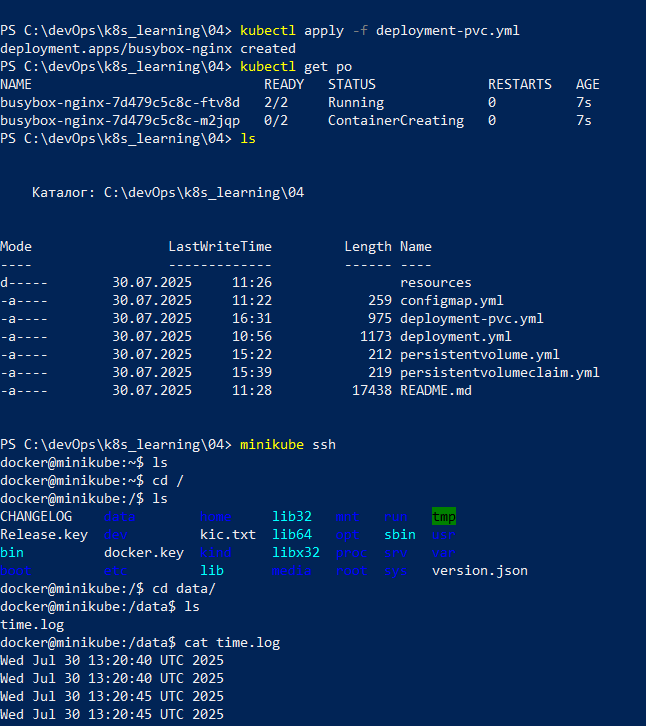 PS C:\devOps\k8s_learning\04> kubectl apply -f deployment-pvc.yml
deployment.apps/busybox-nginx created
PS C:\devOps\k8s_learning\04> kubectl get po
NAME                             READY   STATUS              RESTARTS   AGE
busybox-nginx-7d479c5c8c-ftv8d   2/2     Running             0          7s
busybox-nginx-7d479c5c8c-m2jqp   0/2     ContainerCreating   0          7s
PS C:\devOps\k8s_learning\04> ls
Каталог: C:\devOps\k8s_learning\04
Mode                 LastWriteTime         Length Name
----                 -------------         ------ ----
d-----        30.07.2025     11:26                resources
-a----        30.07.2025     11:22            259 configmap.yml
-a----        30.07.2025     16:31            975 deployment-pvc.yml
-a----        30.07.2025     10:56           1173 deployment.yml
-a----        30.07.2025     15:22            212 persistentvolume.yml
-a----        30.07.2025     15:39            219 persistentvolumeclaim.yml
-a----        30.07.2025     11:28          17438 README.md
PS C:\devOps\k8s_learning\04> minikube ssh
docker@minikube:~$ ls
docker@minikube:~$ cd /
docker@minikube:/$ ls
CHANGELOG    data        home     lib32   mnt   run   tmp
Release.key  dev         kic.txt  lib64   opt   sbin  usr
bin          docker.key  kind     libx32  proc  srv   var
boot         etc         lib      media   root  sys   version.json
docker@minikube:/$ cd data/
docker@minikube:/data$ ls
time.log
docker@minikube:/data$ cat time.log
Wed Jul 30 13:20:40 UTC 2025
Wed Jul 30 13:20:40 UTC 2025
Wed Jul 30 13:20:45 UTC 2025
Wed Jul 30 13:20:45 UTC 2025